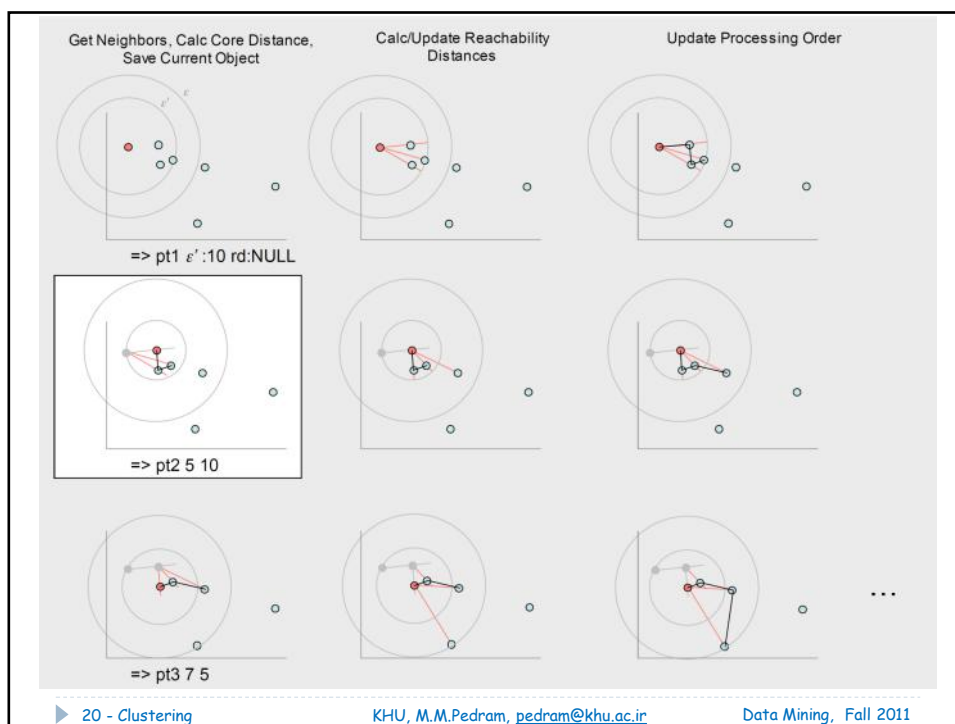 Get Neighbors, Calc Core Distance,
Save Current Object
Calc/Update Reachability
Distances
Update Processing Order
ε' ε
=> pt1 ε' :10 rd:NULL
=> pt2 5 10
=> pt3 7 5
...
20 - Clustering
KHU, M.M.Pedram, pedram@khu.ac.ir
Data Mining, Fall 2011